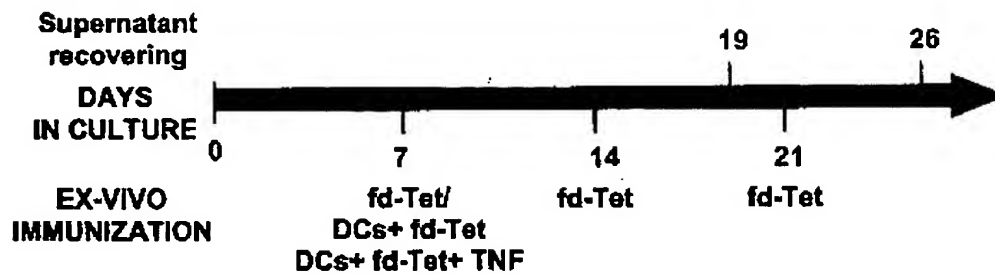 Supernatant
recovering
19 26
DAYS
IN CULTURE
0 7 14 21
EX-VIVO
IMMUNIZATION
fd-Tet/ fd-Tet fd-Tet
DCs+ fd-Tet
DCs+ fd-Tet+ TNF